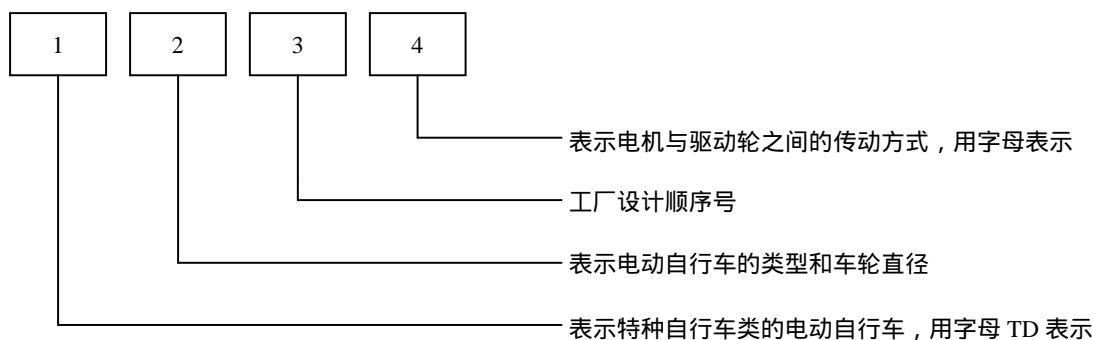 1 2 3 4
表示电机与驱动轮之间的传动方式，用字母表示
工厂设计顺序号
表示电动自行车的类型和车轮直径
表示特种自行车类的电动自行车，用字母 TD 表示